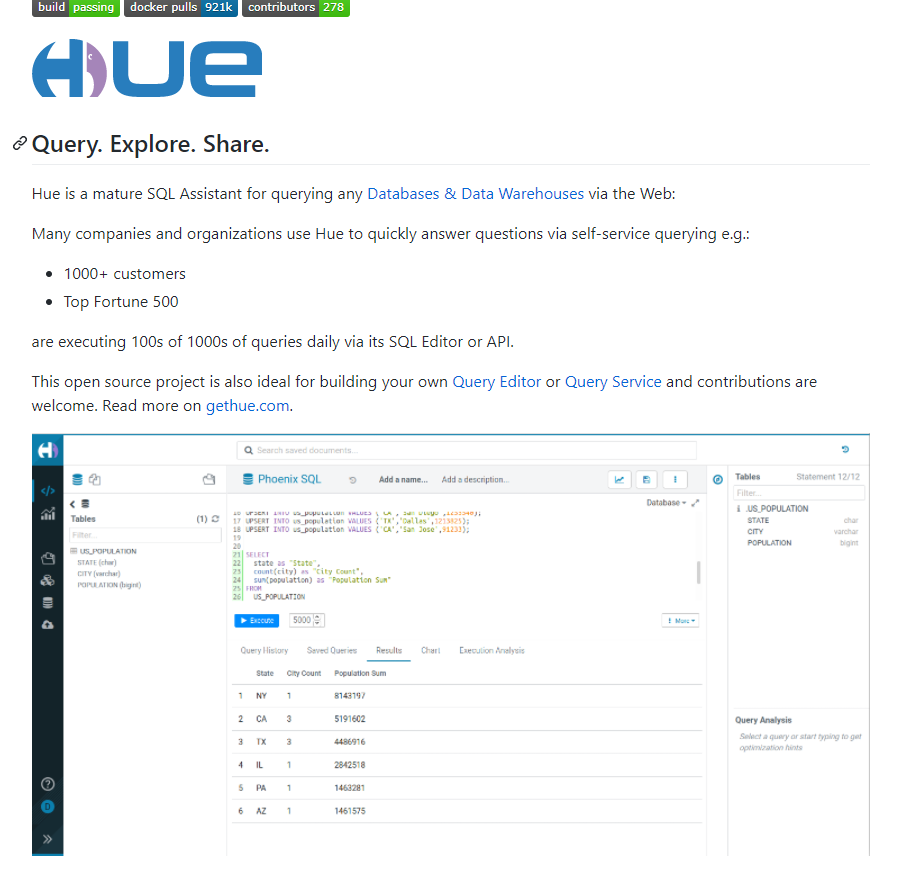 build passing docker pulls 921k contributors 278
HUE
Query. Explore. Share.
Hue is a mature SQL Assistant for querying any Databases & Data Warehouses via the Web:
Many companies and organizations use Hue to quickly answer questions via self-service querying e.g.:
1000+ customers
Top Fortune 500
are executing 100s of 1000s of queries daily via its SQL Editor or API.
This open source project is also ideal for building your own Query Editor or Query Service and contributions are
welcome. Read more on gethue.com.
Search saved documents...
Phoenix SQL Add a name... Add a description...
Tables (1)
Filter...
US_POPULATION
STATE (char)
CITY (varchar)
POPULATION (bigint)
Database
16 UPSERT INTO us_population VALUES ('CA','San Diego',1255540);
17 UPSERT INTO us_population VALUES ('TX','Dallas',1213825);
18 UPSERT INTO us_population VALUES ('CA','San Jose',91233);
19
20
21 SELECT
22 state as "State",
23 count(city) as "City Count",
24 sum(population) as "Population Sum"
25 FROM
26 US_POPULATION
Execute 5000 More
Query History Saved Queries Results Chart Execution Analysis
State City Count Population Sum
1 NY 1 8143197
2 CA 3 5191602
3 TX 3 4486916
4 IL 1 2842518
5 PA 1 1463281
6 AZ 1 1461575
Tables Statement 12/12
Filter...
.US_POPULATION
STATE char
CITY varchar
POPULATION bigint
Query Analysis
Select a query or start typing to get
optimization hints
D